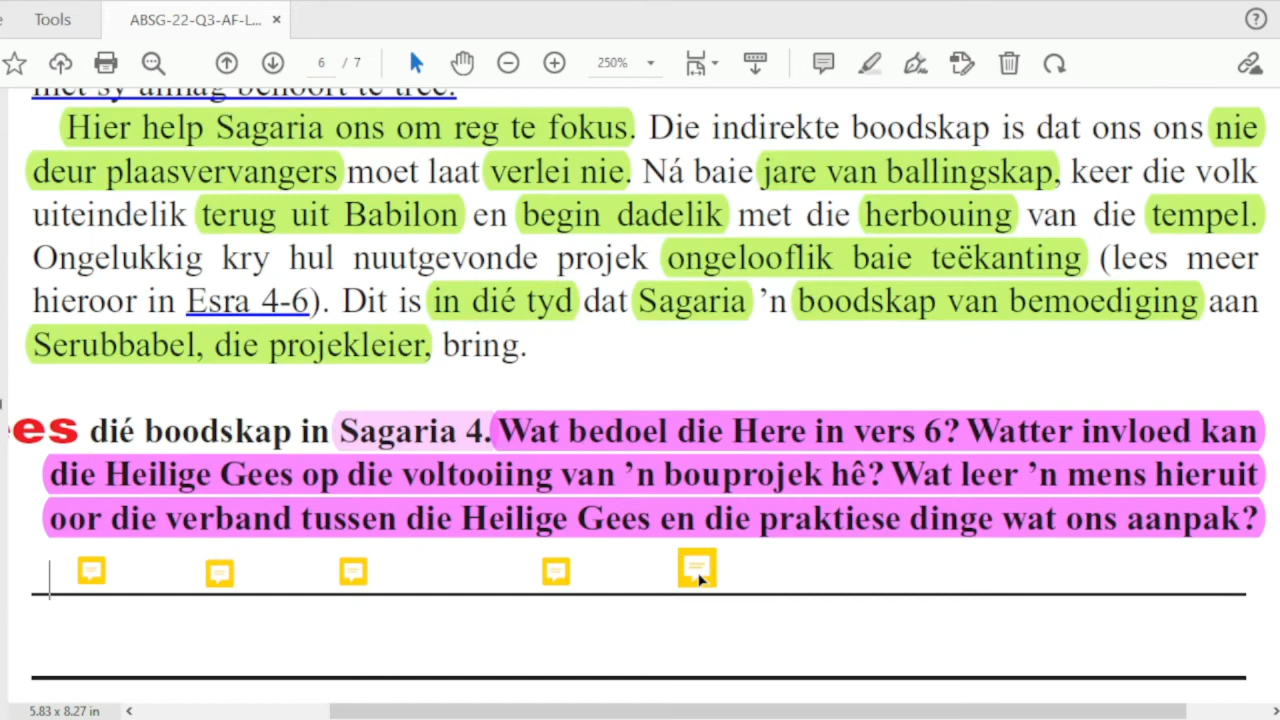 Tools
ABSG-22-Q3-AF-L... ×
6 / 7
250%
Hier help Sagaria ons om reg te fokus. Die indirekte boodskap is dat ons ons nie
deur plaasvervangers moet laat verlei nie. Ná baie jare van ballingskap, keer die volk
uiteindelik terug uit Babilon en begin dadelik met die herbouing van die tempel.
Ongelukkig kry hul nuutgevonde projek ongelooflik baie teëkanting (lees meer
hieroor in Esra 4-6). Dit is in dié tyd dat Sagaria ’n boodskap van bemoediging aan
Serubbabel, die projekleier, bring.
es dié boodskap in Sagaria 4. Wat bedoel die Here in vers 6? Watter invloed kan
die Heilige Gees op die voltooiing van ’n bouprojek hê? Wat leer ’n mens hieruit
oor die verband tussen die Heilige Gees en die praktiese dinge wat ons aanpak?
5.83 x 8.27 in